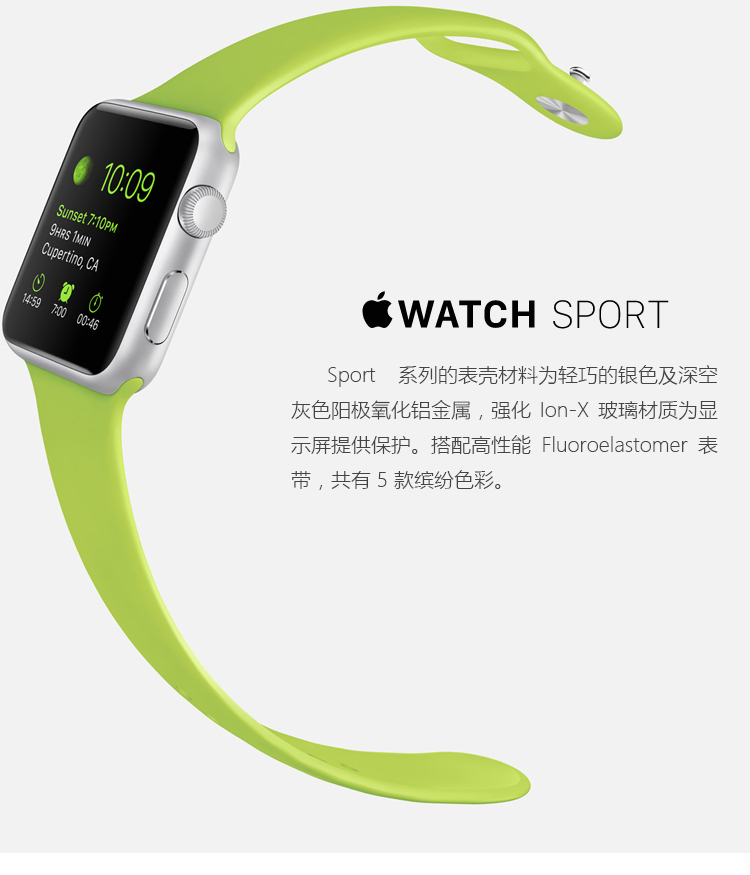 10:09
Sunset 7:10PM
9HRS 1MIN
Cupertino, CA
14:59 7:00 00:46
WATCH SPORT
Sport 系列的表壳材料为轻巧的银色及深空
灰色阳极氧化铝金属，强化 Ion-X 玻璃材质为显
示屏提供保护。搭配高性能 Fluoroelastomer 表
带，共有 5 款缤纷色彩。